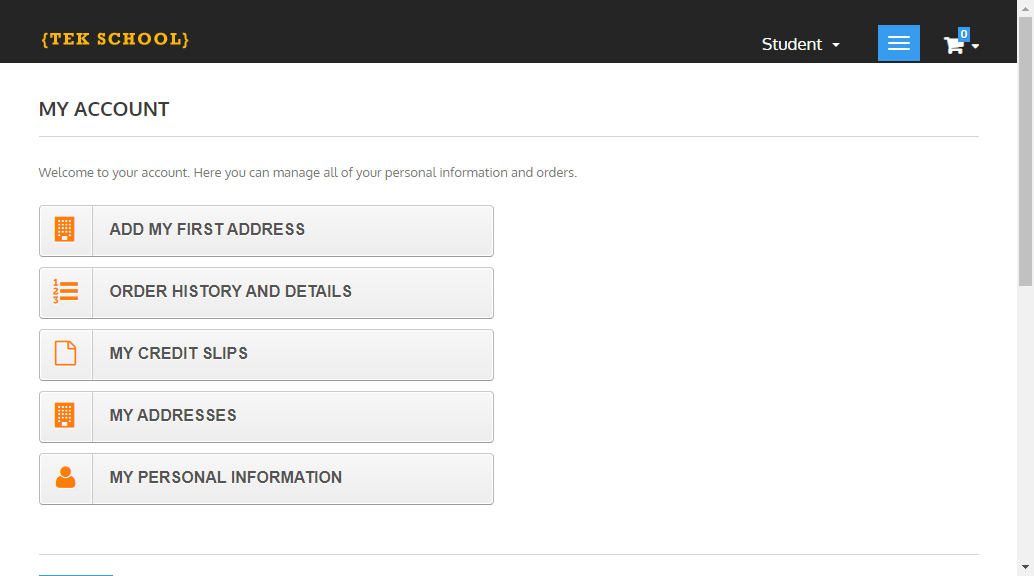 {TEK SCHOOL}
Student
0
MY ACCOUNT
Welcome to your account. Here you can manage all of your personal information and orders.
ADD MY FIRST ADDRESS
1
2
3
ORDER HISTORY AND DETAILS
MY CREDIT SLIPS
MY ADDRESSES
MY PERSONAL INFORMATION